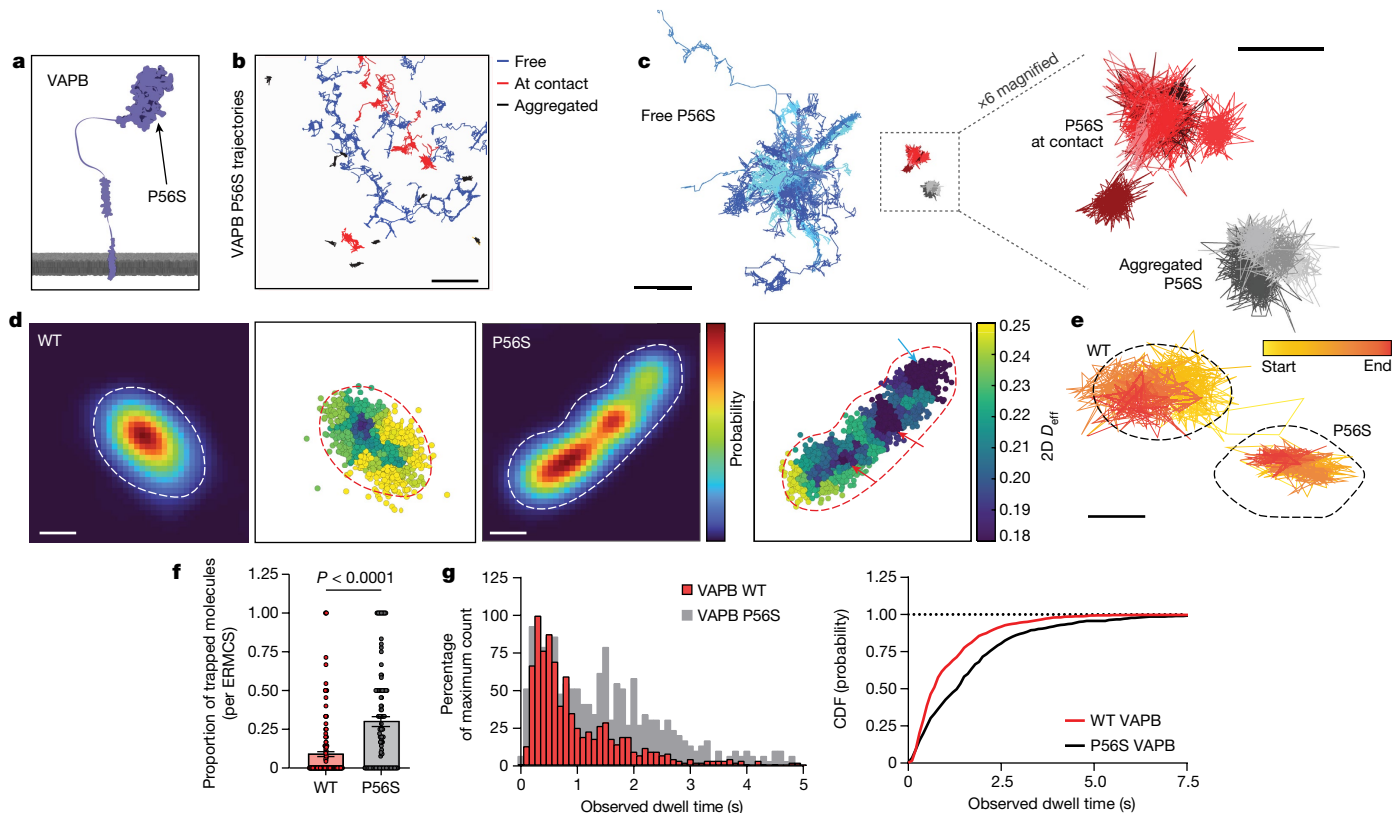 a
VAPB
P56S
b
VAPB P56S trajectories
Free
At contact
Aggregated
c
Free P56S
×6 magnified
P56S
at contact
Aggregated
P56S
d
WT
P56S
Probability
0.25
0.24
0.23
0.22
0.21
0.20
0.19
0.18
2D Deff
e
WT
Start
End
P56S
f
Proportion of trapped molecules
(per ERMCS)
1.25
1.00
0.75
0.50
0.25
0
P < 0.0001
WT
P56S
g
Percentage
of maximum count
125
100
75
50
25
0
VAPB WT
VAPB P56S
0
1
2
3
4
5
Observed dwell time (s)
CDF (probability)
1.25
1.00
0.75
0.50
0.25
WT VAPB
P56S VAPB
0
2.5
5.0
7.5
Observed dwell time (s)